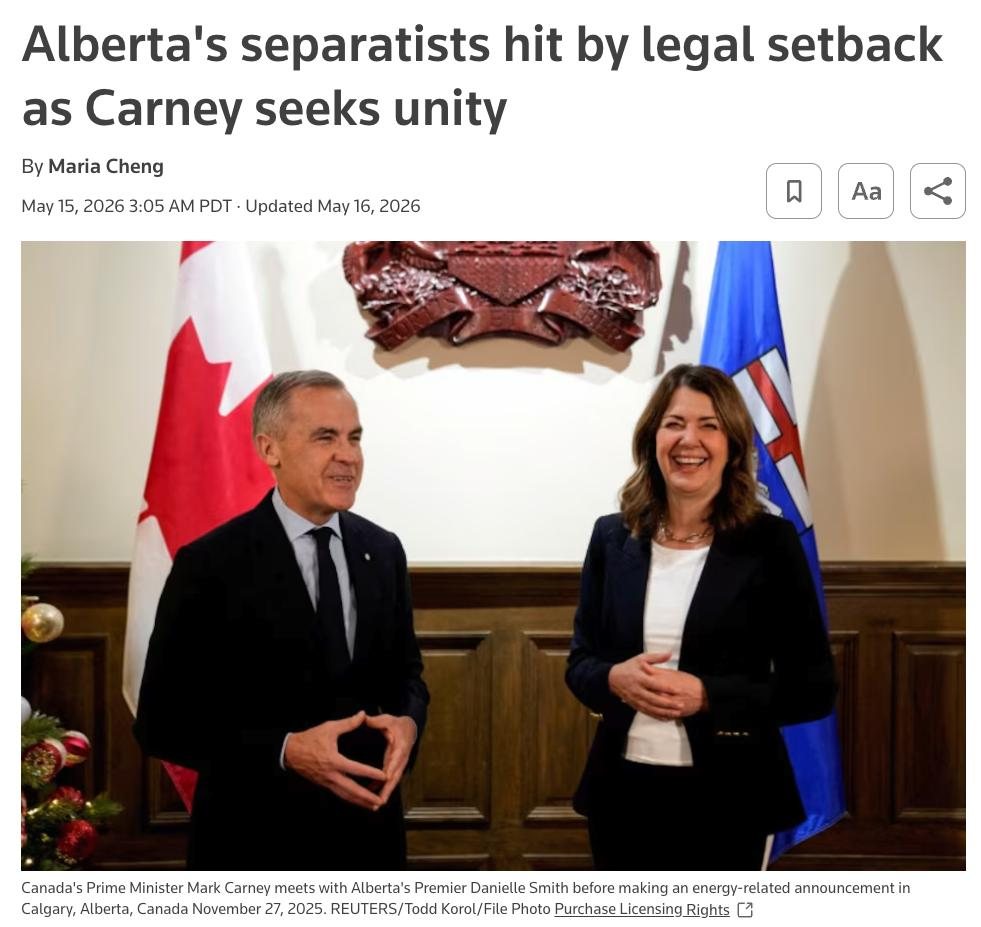 Alberta's separatists hit by legal setback
as Carney seeks unity
By Maria Cheng
May 15, 2026 3:05 AM PDT · Updated May 16, 2026
Aa
Canada's Prime Minister Mark Carney meets with Alberta's Premier Danielle Smith before making an energy-related announcement in
Calgary, Alberta, Canada November 27, 2025. REUTERS/Todd Korol/File Photo Purchase Licensing Rights